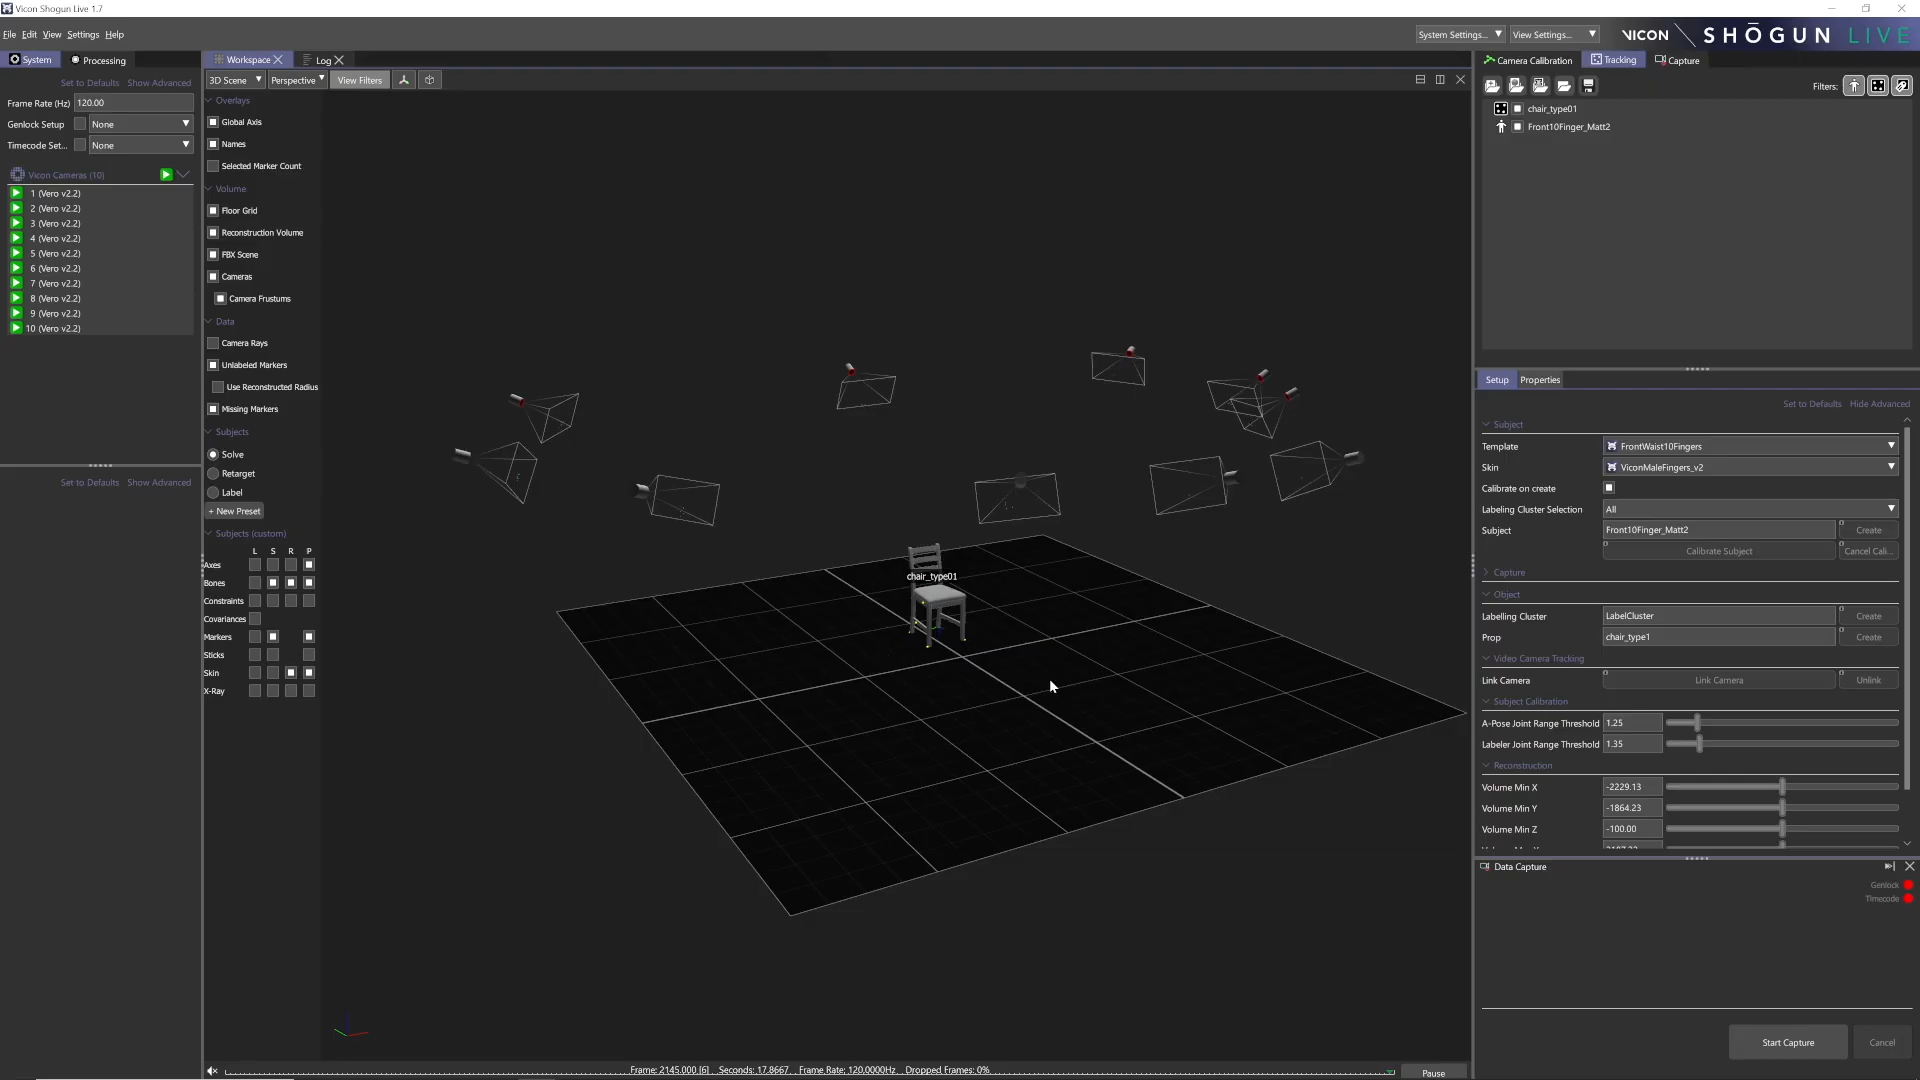 Vicon Shogun Live 1.7
File Edit View Settings Help
System Settings... View Settings... VICON SHŌGUN LIVE
System Processing
Workspace Log
Camera Calibration Tracking Capture
Set to Defaults Show Advanced
Frame Rate (Hz) 120.00
Genlock Setup None
Timecode Set... None
Vicon Cameras (10)
1 (Vero v2.2)
2 (Vero v2.2)
3 (Vero v2.2)
4 (Vero v2.2)
5 (Vero v2.2)
6 (Vero v2.2)
7 (Vero v2.2)
8 (Vero v2.2)
9 (Vero v2.2)
10 (Vero v2.2)
Set to Defaults Show Advanced
3D Scene Perspective View Filters
Overlays
Global Axis
Names
Selected Marker Count
Volume
Floor Grid
Reconstruction Volume
FBX Scene
Cameras
Camera Frustums
Data
Camera Rays
Unlabeled Markers
Use Reconstructed Radius
Missing Markers
Subjects
Solve
Retarget
Label
+ New Preset
Subjects (custom)
L S R P
Axes
Bones
Constraints
Covariances
Markers
Sticks
Skin
X-Ray
chair_type01
Frame: 2145.000 [6] Seconds: 17.8667 Frame Rate: 120.0000Hz Dropped Frames: 0%
Pause
Filters:
chair_type01
Front10Finger_Matt2
Setup Properties
Set to Defaults Hide Advanced
Subject
Template FrontWaist10Fingers
Skin ViconMaleFingers_v2
Calibrate on create
Labeling Cluster Selection All
Subject Front10Finger_Matt2 Create
Calibrate Subject Cancel Cali...
Capture
Object
Labelling Cluster LabelCluster Create
Prop chair_type1 Create
Video Camera Tracking
Link Camera Link Camera Unlink
Subject Calibration
A-Pose Joint Range Threshold 1.25
Labeler Joint Range Threshold 1.35
Reconstruction
Volume Min X -2229.13
Volume Min Y -1864.23
Volume Min Z -100.00
Data Capture
Genlock
Timecode
Start Capture Cancel